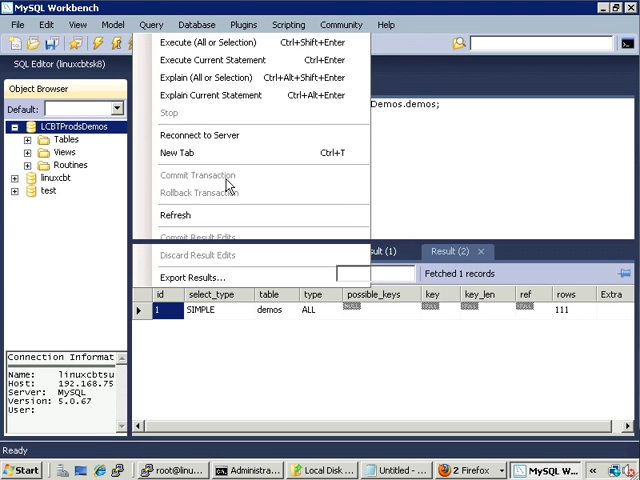 MySQL Workbench
File Edit View Model Query Database Plugins Scripting Community Help
SQL Editor (linuxcbtsk8)
Object Browser
Default:
LCBTProdsDemos
Tables
Views
Routines
linuxcbt
test
Execute (All or Selection) Ctrl+Shift+Enter
Execute Current Statement Ctrl+Enter
Explain (All or Selection) Ctrl+Alt+Shift+Enter
Explain Current Statement Ctrl+Alt+Enter
Stop
Reconnect to Server
New Tab Ctrl+T
Commit Transaction
Rollback Transaction
Refresh
Commit Result Edits
Discard Result Edits
Export Results...
Demos.demos;
sult (1) Result (2)
Fetched 1 records
id select_type table type possible_keys key key_len ref rows Extra
1 SIMPLE demos ALL NULL NULL NULL NULL 111
Connection Informat
Name: linuxcbtsu
Host: 192.168.75
Server: MySQL
Version: 5.0.67
User:
Ready
Start root@linu... Administra... Local Disk ... Untitled - ... 2 Firefox MySQL W...